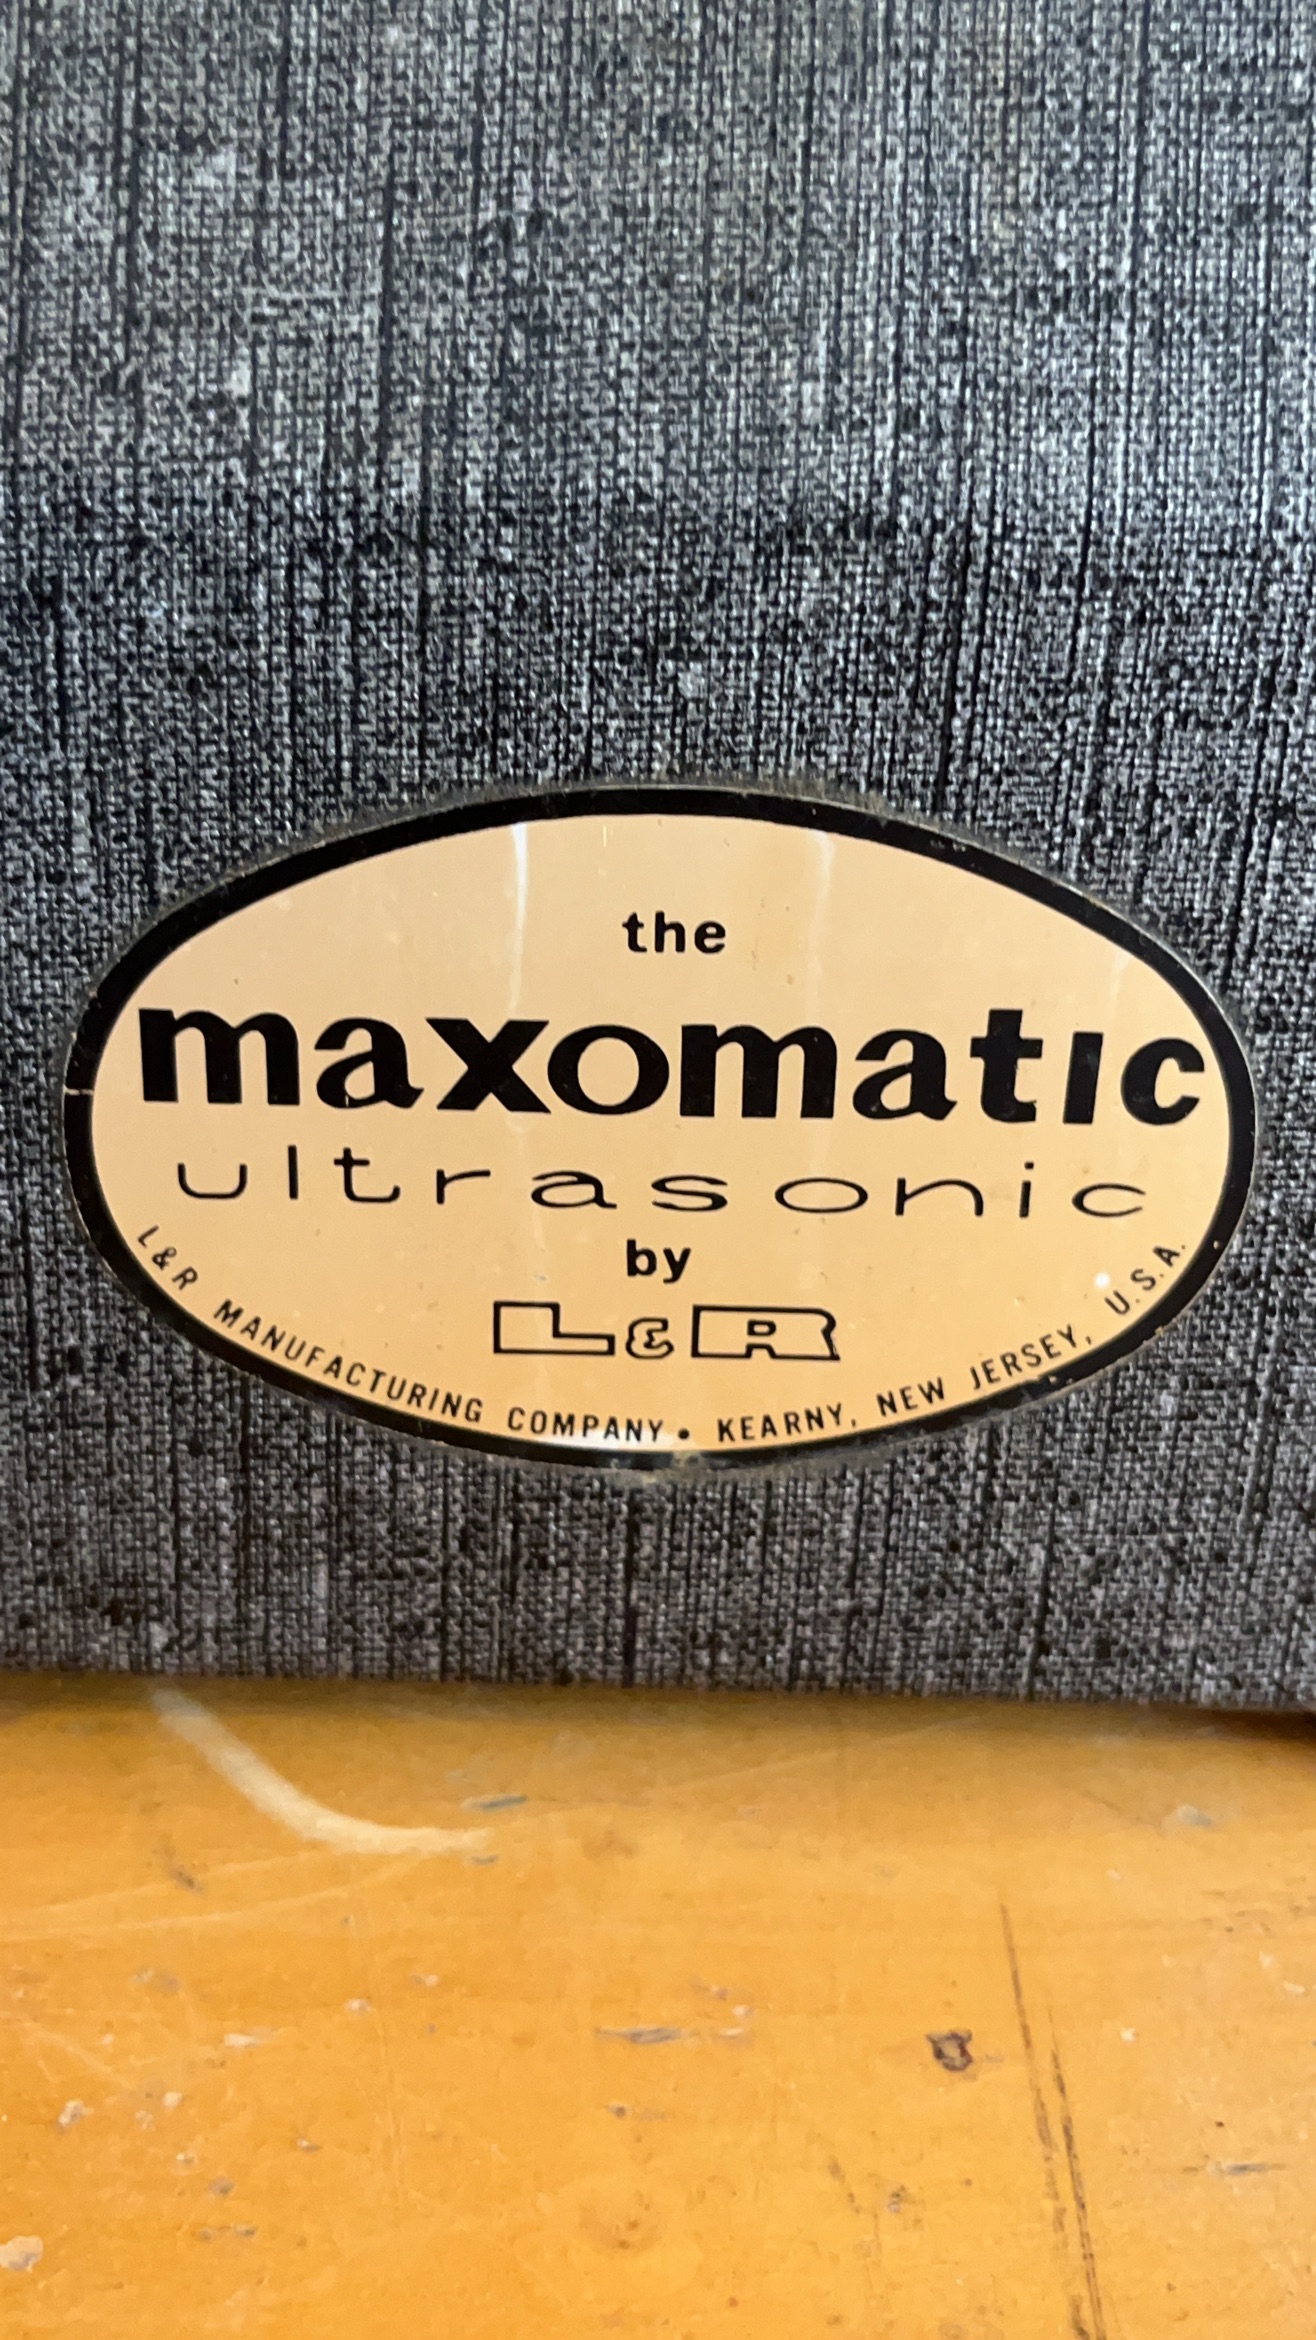 the
maxomatic
ultrasonic
by
L & R
L & R MANUFACTURING COMPANY • KEARNY, NEW JERSEY, U.S.A.